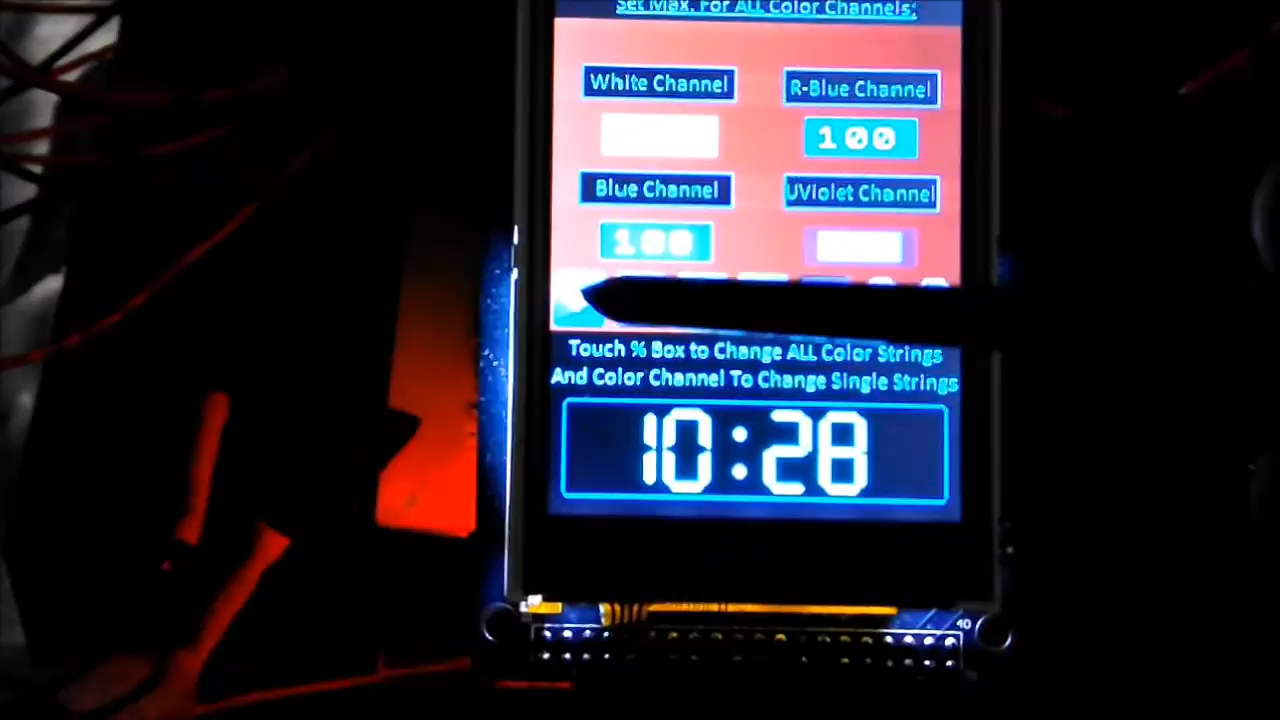 Set Max. For ALL Color Channels:
White Channel
R-Blue Channel
100
Blue Channel
UViolet Channel
100
Touch % Box to Change ALL Color Strings
And Color Channel To Change Single Strings
10:28
40